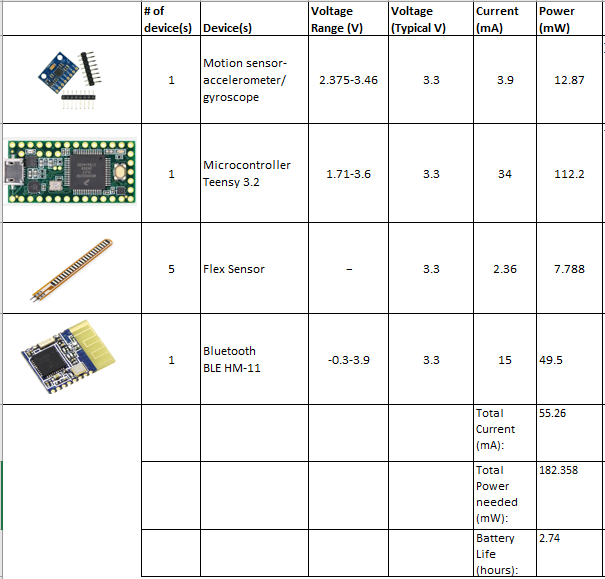 # of device(s) Device(s) Voltage Range (V) Voltage (Typical V) Current (mA) Power (mW)
1 Motion sensor- accelerometer/ gyroscope 2.375-3.46 3.3 3.9 12.87
1 Microcontroller Teensy 3.2 1.71-3.6 3.3 34 112.2
5 Flex Sensor – 3.3 2.36 7.788
1 Bluetooth BLE HM-11 -0.3-3.9 3.3 15 49.5
Total Current (mA): 55.26
Total Power needed (mW): 182.358
Battery Life (hours): 2.74